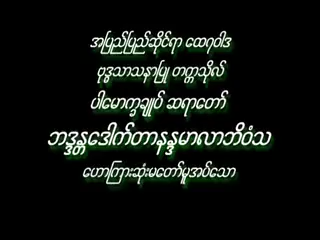 အပြည်ပြည်ဆိုင်ရာ ထေရဝါဒ
ဗုဒ္ဓသာသနာပြု တက္ကသိုလ်
ပါမောက္ခချုပ် ဆရာတော်
ဘဒ္ဒန္တဒေါက်တာနန္ဒမာလာဘိဝံသ
ဟောကြားဆုံးမတော်မူအပ်သော